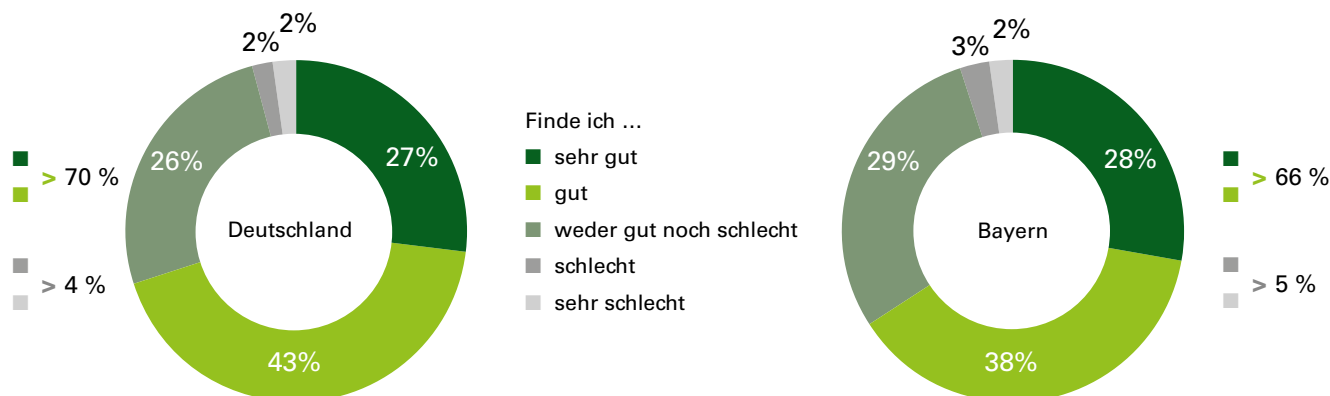 2%
2%
27%
26%
43%
Deutschland
> 70 %
> 4 %
Finde ich ...
sehr gut
gut
weder gut noch schlecht
schlecht
sehr schlecht
3%
2%
28%
29%
38%
Bayern
> 66 %
> 5 %